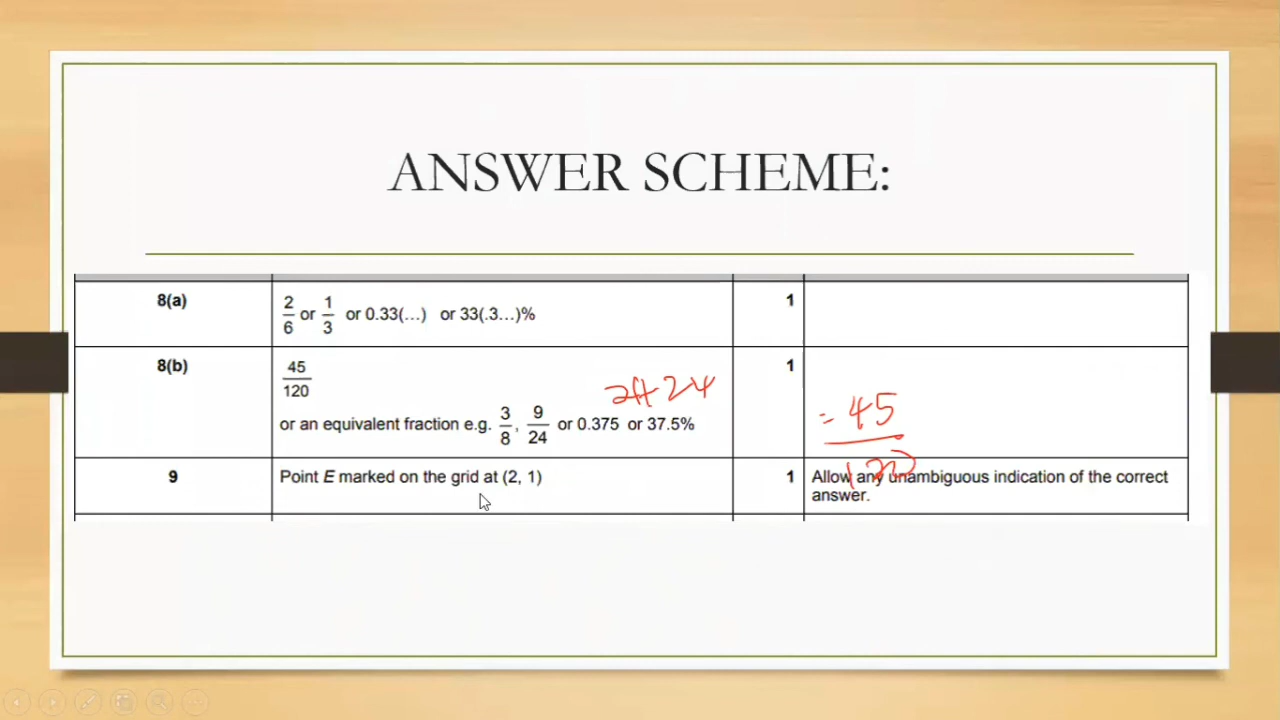 ANSWER SCHEME:
8(a) 2/6 or 1/3 or 0.33(…) or 33(.3…)% 1
8(b) 45/120 1
or an equivalent fraction e.g. 3/8, 9/24 or 0.375 or 37.5%
= 45
9 Point E marked on the grid at (2, 1) 1 Allow any unambiguous indication of the correct
answer.